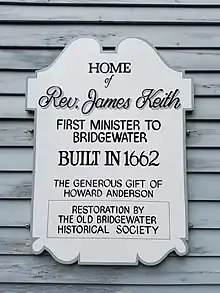 HOME
of
Rev. James Keith
FIRST MINISTER TO
BRIDGEWATER
BUILT IN 1662
THE GENEROUS GIFT OF
HOWARD ANDERSON
RESTORATION BY
THE OLD BRIDGEWATER
HISTORICAL SOCIETY